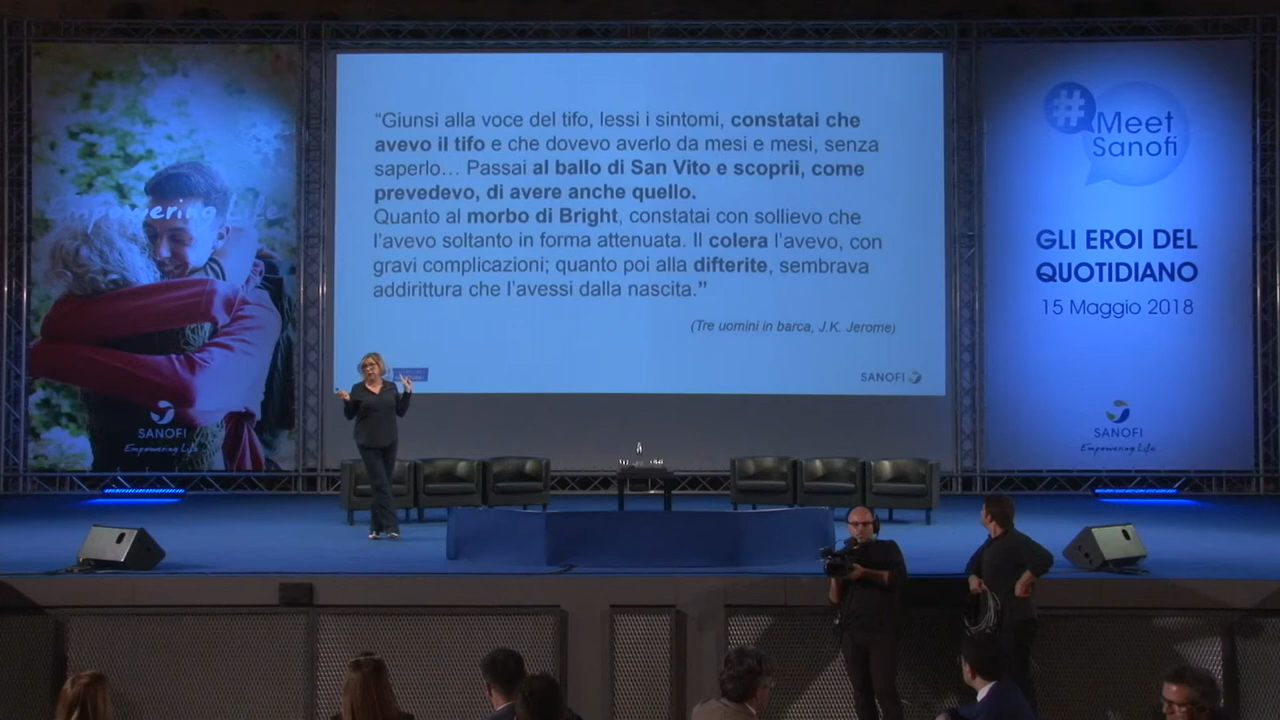 Empowering Life
SANOFI
Empowering Life
“Giunsi alla voce del tifo, lessi i sintomi, constatai che
avevo il tifo e che dovevo averlo da mesi e mesi, senza
saperlo… Passai al ballo di San Vito e scoprii, come
prevedevo, di avere anche quello.
Quanto al morbo di Bright, constatai con sollievo che
l’avevo soltanto in forma attenuata. Il colera l’avevo, con
gravi complicazioni; quanto poi alla difterite, sembrava
addirittura che l’avessi dalla nascita.”
(Tre uomini in barca, J.K. Jerome)
SANOFI
#
Meet
Sanofi
GLI EROI DEL
QUOTIDIANO
15 Maggio 2018
SANOFI
Empowering Life